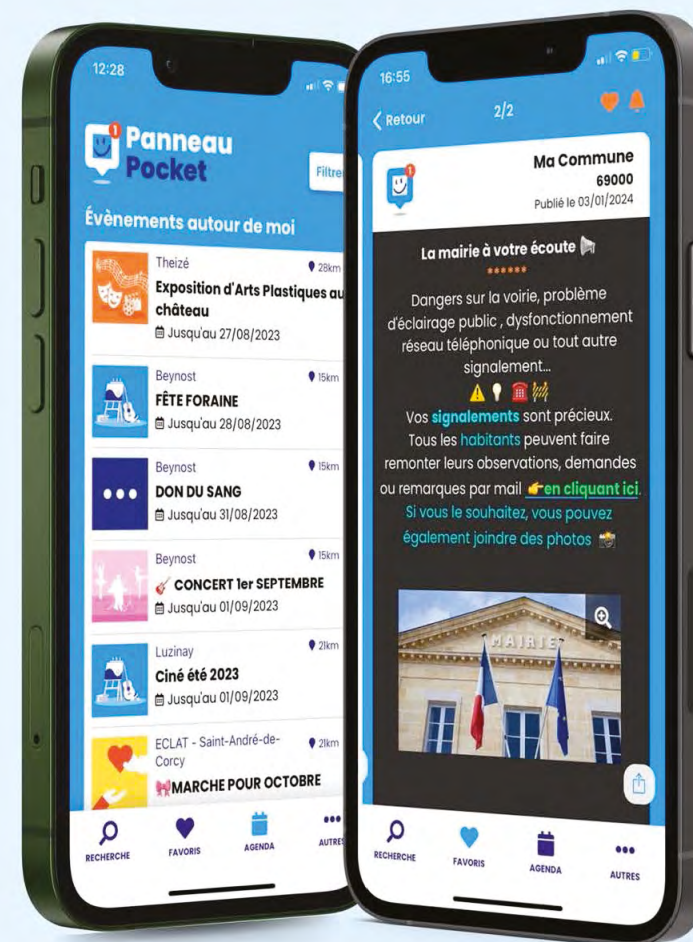 12:28
Panneau
Pocket
Filtrer
Évènements autour de moi
Theizé
28km
Exposition d'Arts Plastiques au
château
Jusqu'au 27/08/2023
Beynost
15km
FÊTE FORAINE
Jusqu'au 28/08/2023
Beynost
15km
DON DU SANG
Jusqu'au 31/08/2023
Beynost
15km
🎸 CONCERT 1er SEPTEMBRE
Jusqu'au 01/09/2023
Luzinay
21km
Ciné été 2023
Jusqu'au 01/09/2023
ECLAT - Saint-André-de-
Corcy
21km
🎀MARCHE POUR OCTOBRE
RECHERCHE
FAVORIS
AGENDA
AUTRES
16:55
Retour
2/2
1
Ma Commune
69000
Publié le 03/01/2024
La mairie à votre écoute
******
Dangers sur la voirie, problème
d'éclairage public , dysfonctionnement
réseau téléphonique ou tout autre
signalement...
⚠️💡☎️🚧
Vos signalements sont précieux.
Tous les habitants peuvent faire
remonter leurs observations, demandes
ou remarques par mail 👉en cliquant ici.
Si vous le souhaitez, vous pouvez
également joindre des photos 📸
MAIRIE
RECHERCHE
FAVORIS
AGENDA
AUTRES